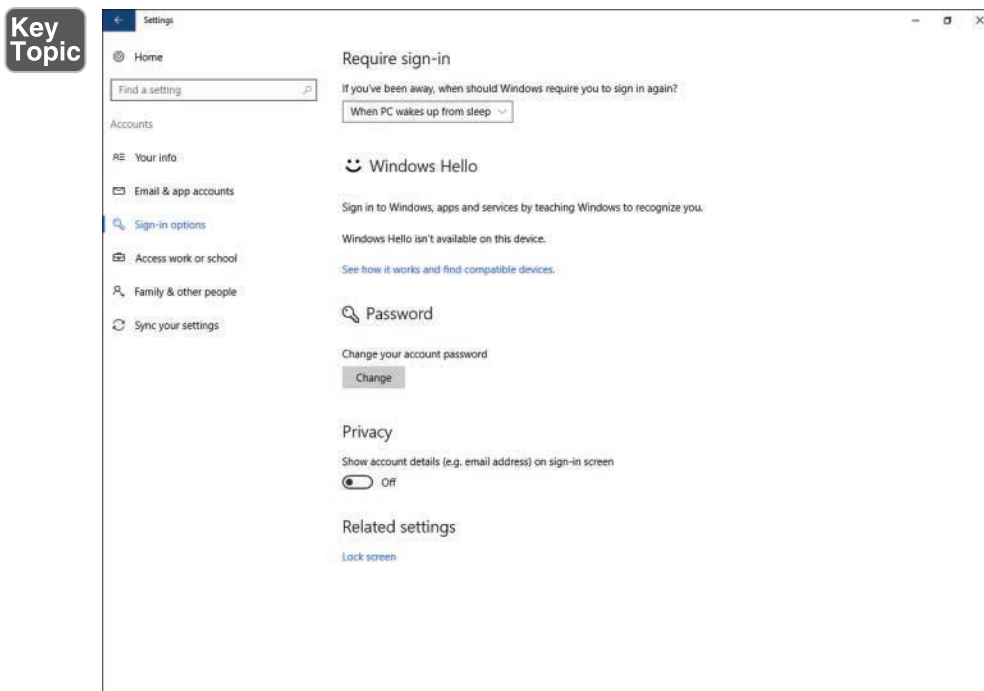 Key
Topic
Settings
Home
Find a setting
Accounts
Your info
Email & app accounts
Sign-in options
Access work or school
Family & other people
Sync your settings
Require sign-in
If you've been away, when should Windows require you to sign in again?
When PC wakes up from sleep
Windows Hello
Sign in to Windows, apps and services by teaching Windows to recognize you.
Windows Hello isn't available on this device.
See how it works and find compatible devices.
Password
Change your account password
Change
Privacy
Show account details (e.g. email address) on sign-in screen
Off
Related settings
Lock screen